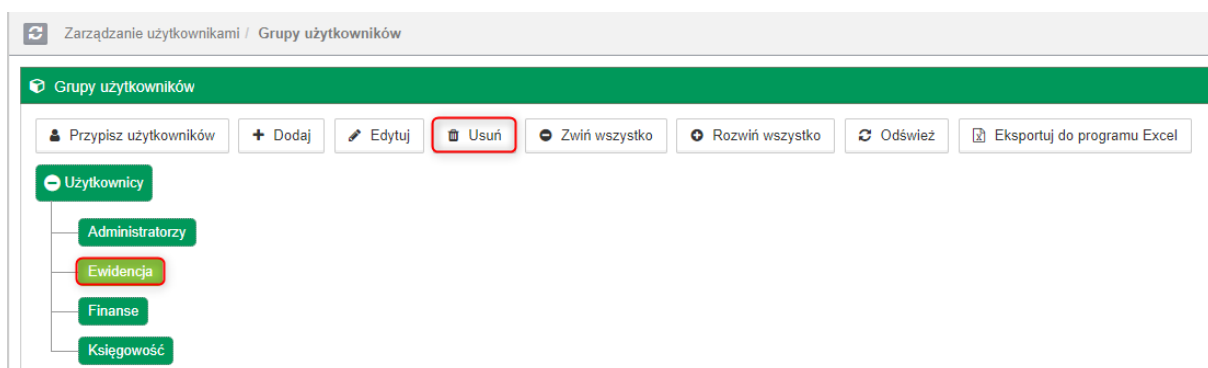 Zarządzanie użytkownikami / Grupy użytkowników
Grupy użytkowników
Przypisz użytkowników Dodaj Edytuj Usuń Zwiń wszystko Rozwiń wszystko Odśwież Eksportuj do programu Excel
Użytkownicy
Administratorzy
Ewidencja
Finanse
Księgowość